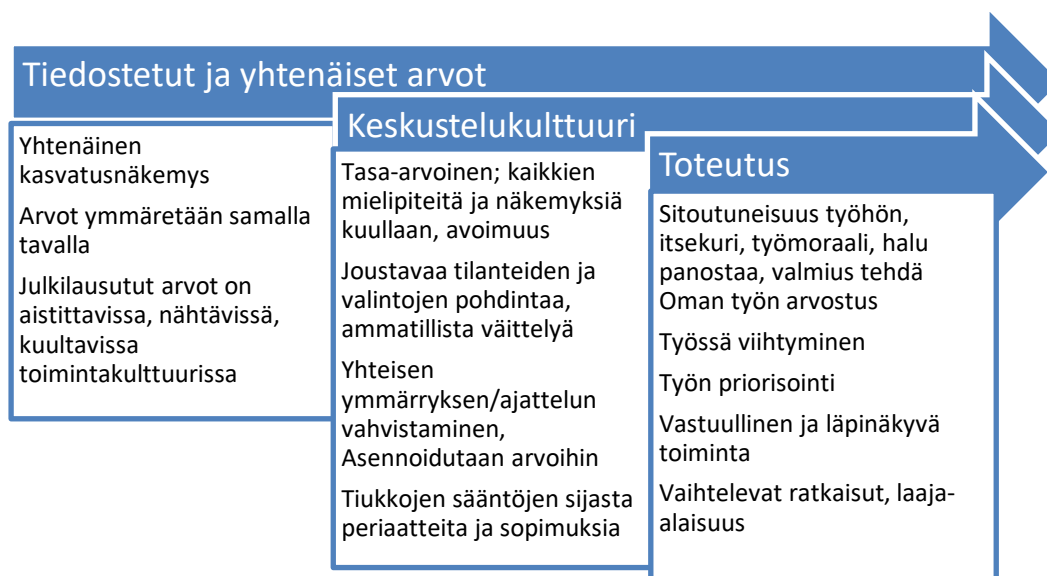 Tiedostetut ja yhtenäiset arvot
Yhtenäinen
kasvatusnäkemys
Arvot ymmäretään samalla
tavalla
Julkilausutut arvot on
aistittavissa, nähtävissä,
kuultavissa
toimintakulttuurissa
Keskustelukulttuuri
Tasa-arvoinen; kaikkien
mielipiteitä ja näkemyksiä
kuullaan, avoimuus
Joustavaa tilanteiden ja
valintojen pohdintaa,
ammatillista väittelyä
Yhteisen
ymmärryksen/ajattelun
vahvistaminen,
Asennoidutaan arvoihin
Tiukkojen sääntöjen sijasta
periaatteita ja sopimuksia
Toteutus
Sitoutuneisuus työhön,
itsekuri, työmoraali, halu
panostaa, valmius tehdä
Oman työn arvostus
Työssä viihtyminen
Työn priorisointi
Vastuullinen ja läpinäkyvä
toiminta
Vaihtelevat ratkaisut, laaja-
alaisuus